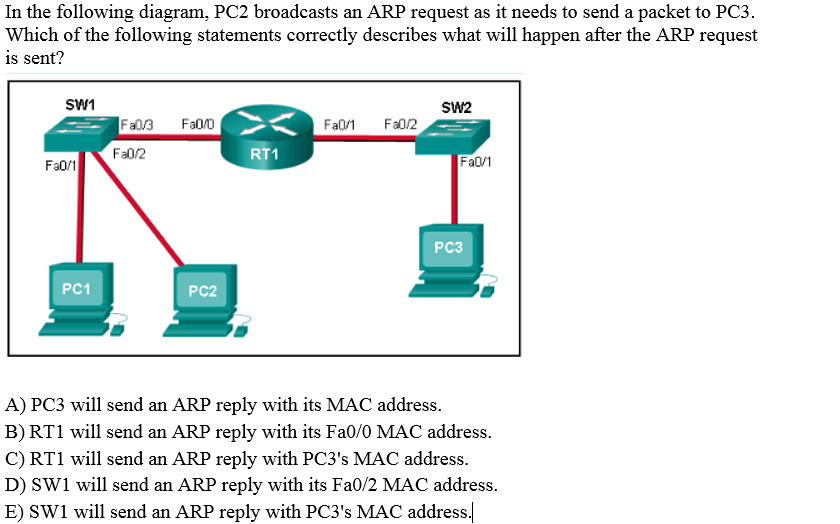 In the following diagram, PC2 broadcasts an ARP request as it needs to send a packet to PC3.
Which of the following statements correctly describes what will happen after the ARP request
is sent?
SW1
SW2
Fa0/3
Fa0/0
Fa0/1
Fa0/2
Fa0/2
RT1
Fa0/1
Fa0/1
PC3
PC1
PC2
A) PC3 will send an ARP reply with its MAC address.
B) RT1 will send an ARP reply with its Fa0/0 MAC address.
C) RT1 will send an ARP reply with PC3's MAC address.
D) SW1 will send an ARP reply with its Fa0/2 MAC address.
E) SW1 will send an ARP reply with PC3's MAC address.